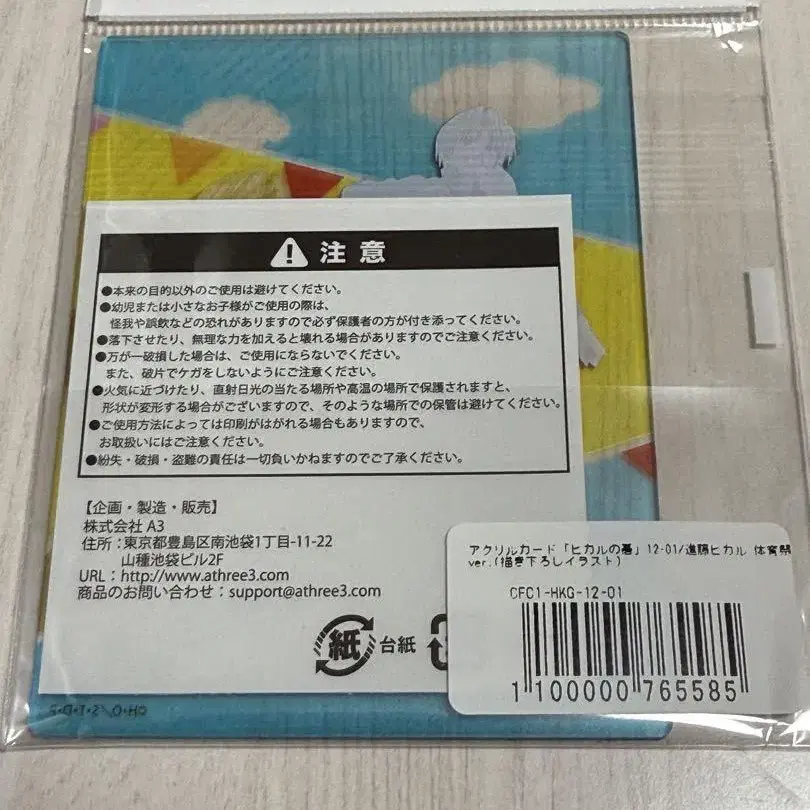 注意
●本来の目的以外のご使用は避けてください。
●幼児または小さなお子様がご使用の際は、
怪我や誤飲などの恐れがありますので必ず保護者の方が付き添ってください。
●落下させたり、無理な力を加えると壊れる場合がありますのでご注意ください。
●万が一破損した場合は、ご使用にならないでください。
また、破片でケガをしないようにご注意ください。
●火気に近づけたり、直射日光の当たる場所や高温の場所で保護されますと、
形状が変形する場合がございますので、そのような場所での保管は避けてください。
●ご使用方法によっては印刷がはがれる場合もありますので、
お取扱いにはご注意ください。
●紛失・破損・盗難の責任は一切負いかねますのでご了承ください。
【企画・製造・販売】
株式会社 A3
住所：東京都豊島区南池袋1丁目-11-22
山種池袋ビル2F
URL：http://www.athree3.com
商品のお問い合わせ：support@athree3.com
紙 台紙
アクリルカード「ヒカルの碁」12-01/進藤ヒカル 体育祭
ver.(描き下ろしイラスト)
CFC1-HKG-12-01
1 100000 765585